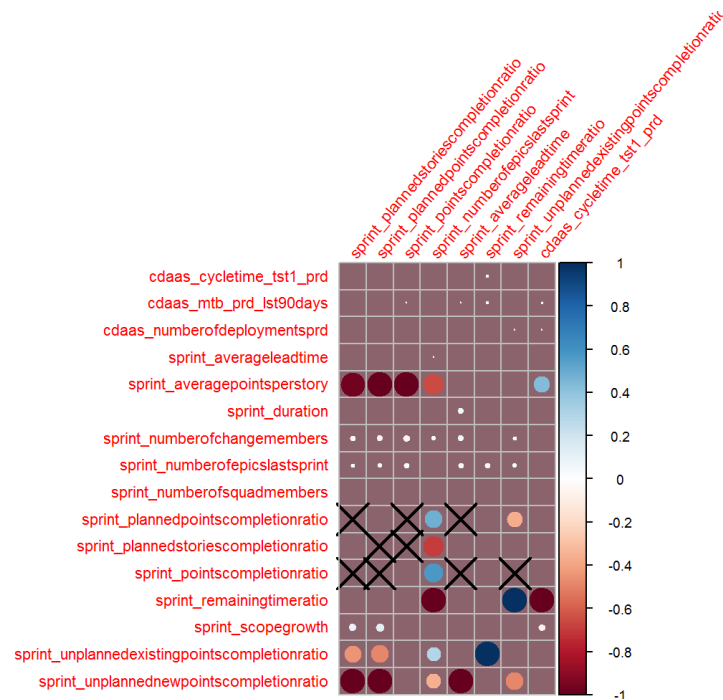 sprint_plannedstoriescompletionratio
sprint_plannedpointscompletionratio
sprint_pointscompletionratio
sprint_numberofepicslastsprint
sprint_averageleadtime
sprint_remainingtimeratio
sprint_unplannedexistingpointscompletionratio
cdaas_cycletime_tst1_prd
cdaas_cycletime_tst1_prd
cdaas_mtb_prd_lst90days
cdaas_numberofdeploymentsprd
sprint_averageleadtime
sprint_averagepointsperstory
sprint_duration
sprint_numberofchangemembers
sprint_numberofepicslastsprint
sprint_numberofsquadmembers
sprint_plannedpointscompletionratio
sprint_plannedstoriescompletionratio
sprint_pointscompletionratio
sprint_remainingtimeratio
sprint_scopegrowth
sprint_unplannedexistingpointscompletionratio
sprint_unplannednewpointscompletionratio
1
0.8
0.6
0.4
0.2
0
-0.2
-0.4
-0.6
-0.8
-1